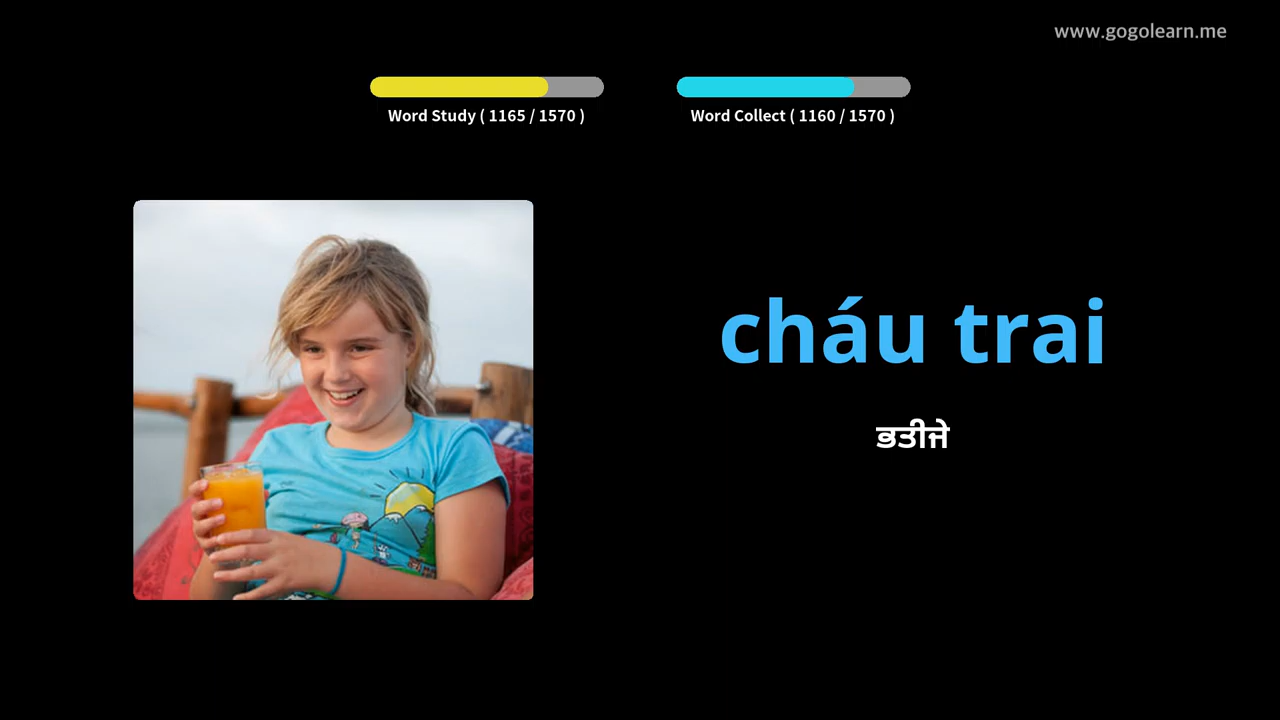 www.gogolearn.me
Word Study ( 1165 / 1570 )
Word Collect ( 1160 / 1570 )
cháu trai
ਭਤੀਜੇ